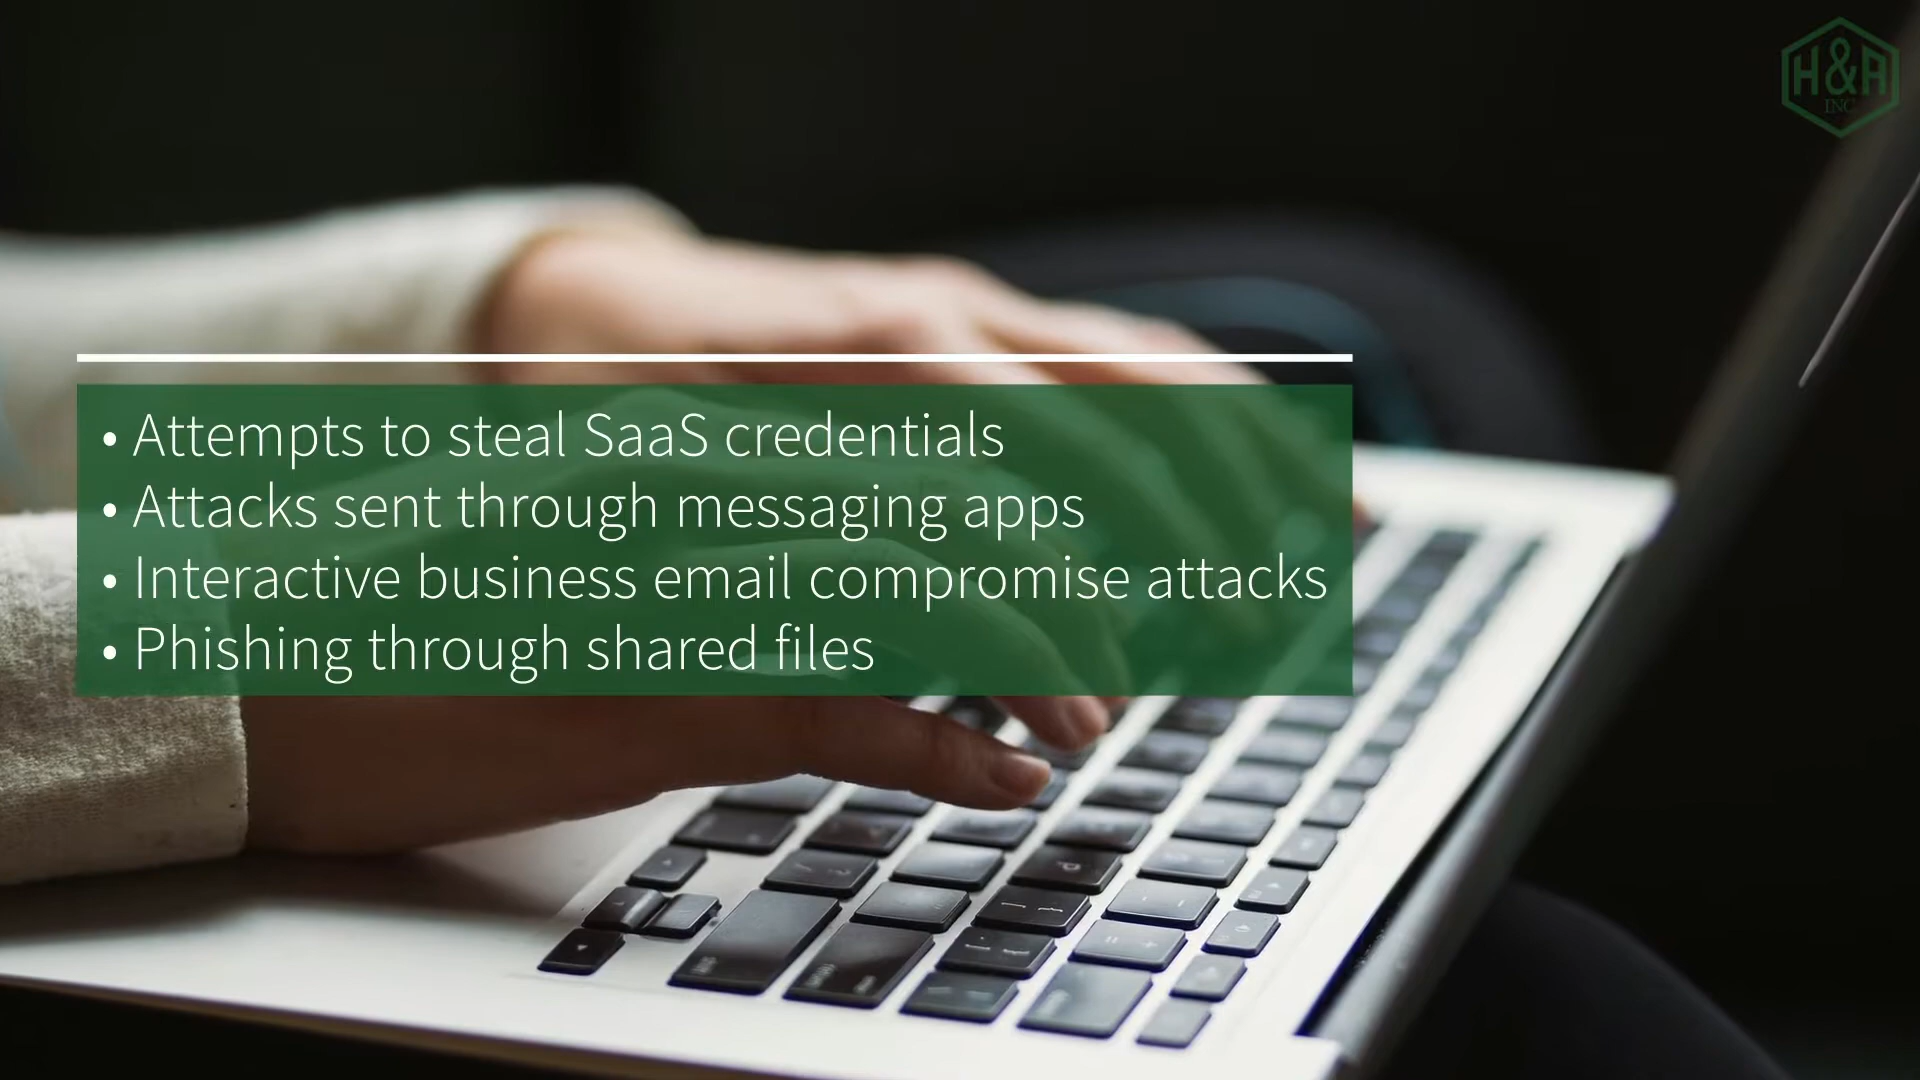 H&A
INC
• Attempts to steal SaaS credentials
• Attacks sent through messaging apps
• Interactive business email compromise attacks
• Phishing through shared files